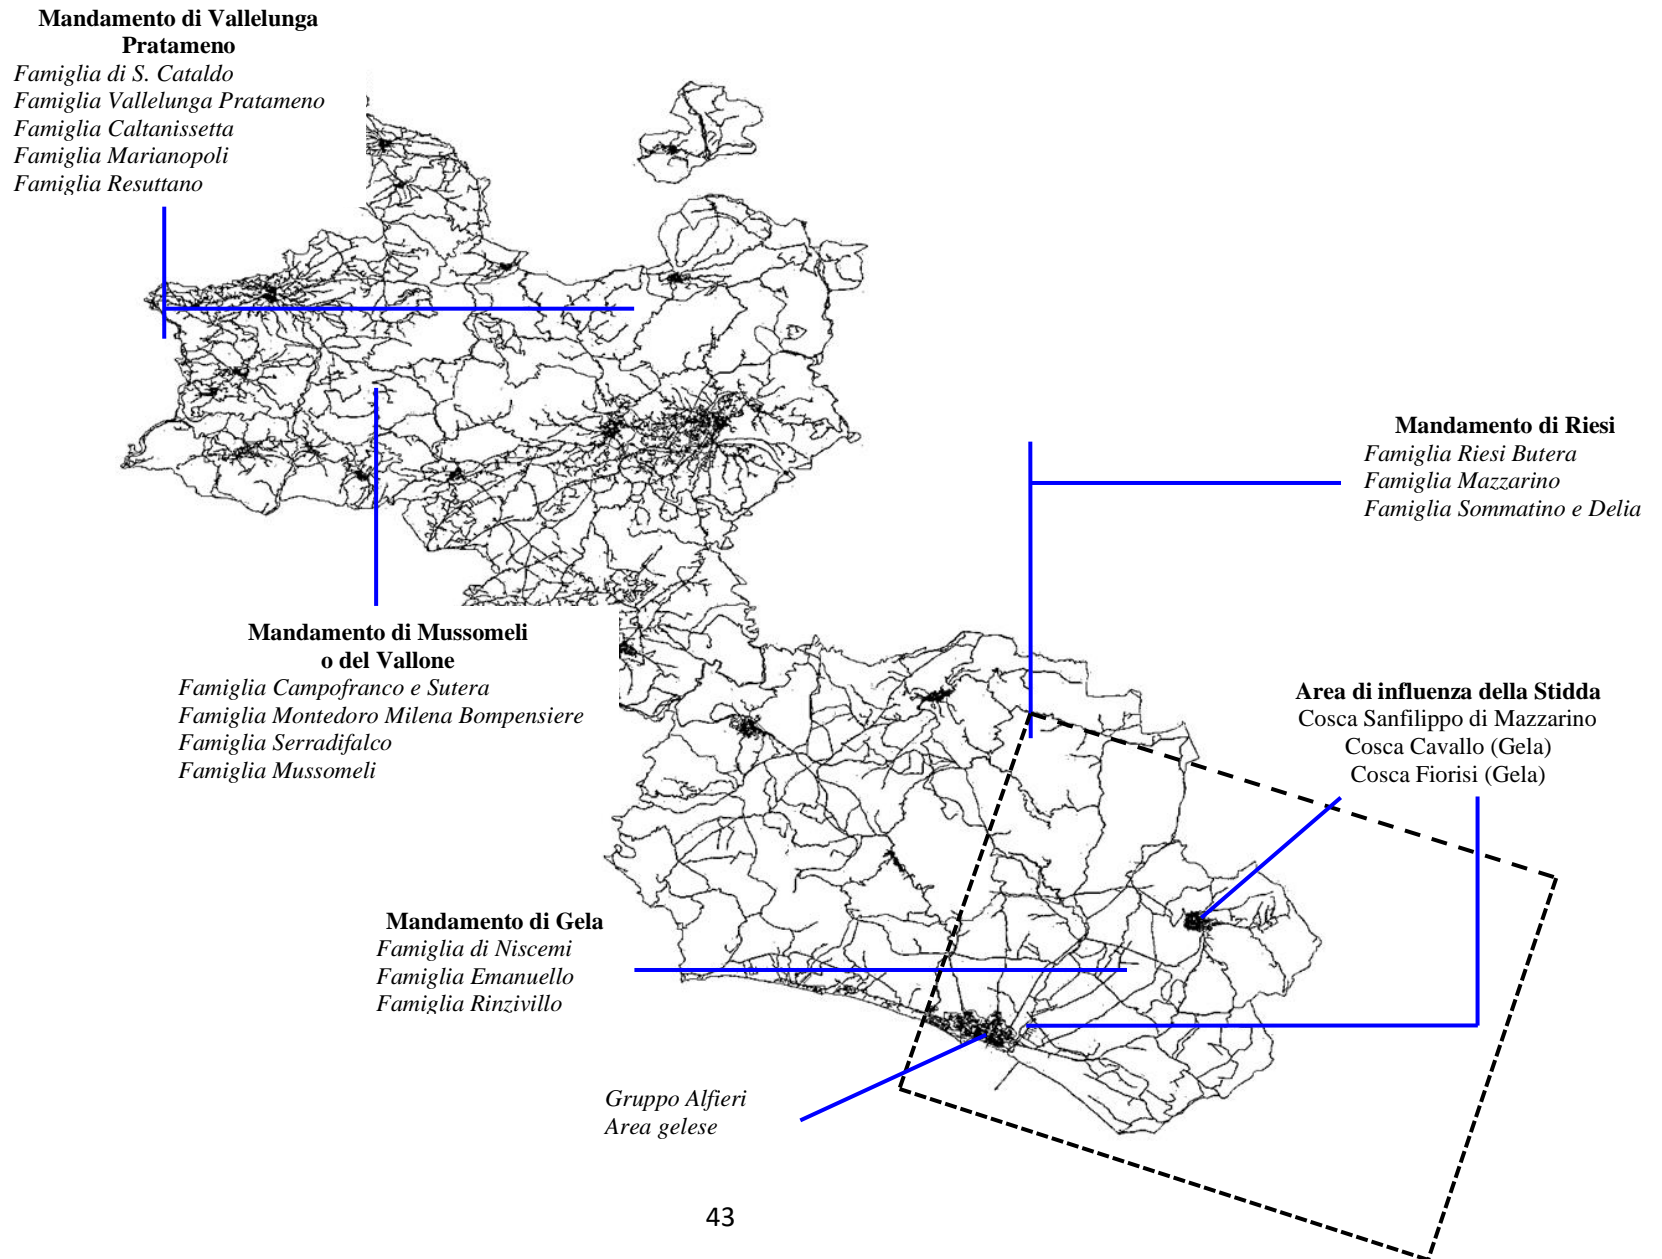 Mandamento di Vallelunga
Pratameno
Famiglia di S. Cataldo
Famiglia Vallelunga Pratameno
Famiglia Caltanissetta
Famiglia Marianopoli
Famiglia Resuttano
Mandamento di Riesi
Famiglia Riesi Butera
Famiglia Mazzarino
Famiglia Sommatino e Delia
Mandamento di Mussomeli
o del Vallone
Famiglia Campofranco e Sutera
Famiglia Montedoro Milena Bompensiere
Famiglia Serradifalco
Famiglia Mussomeli
Area di influenza della Stidda
Cosca Sanfilippo di Mazzarino
Cosca Cavallo (Gela)
Cosca Fiorisi (Gela)
Mandamento di Gela
Famiglia di Niscemi
Famiglia Emanuello
Famiglia Rinzivillo
Gruppo Alfieri
Area gelese
43